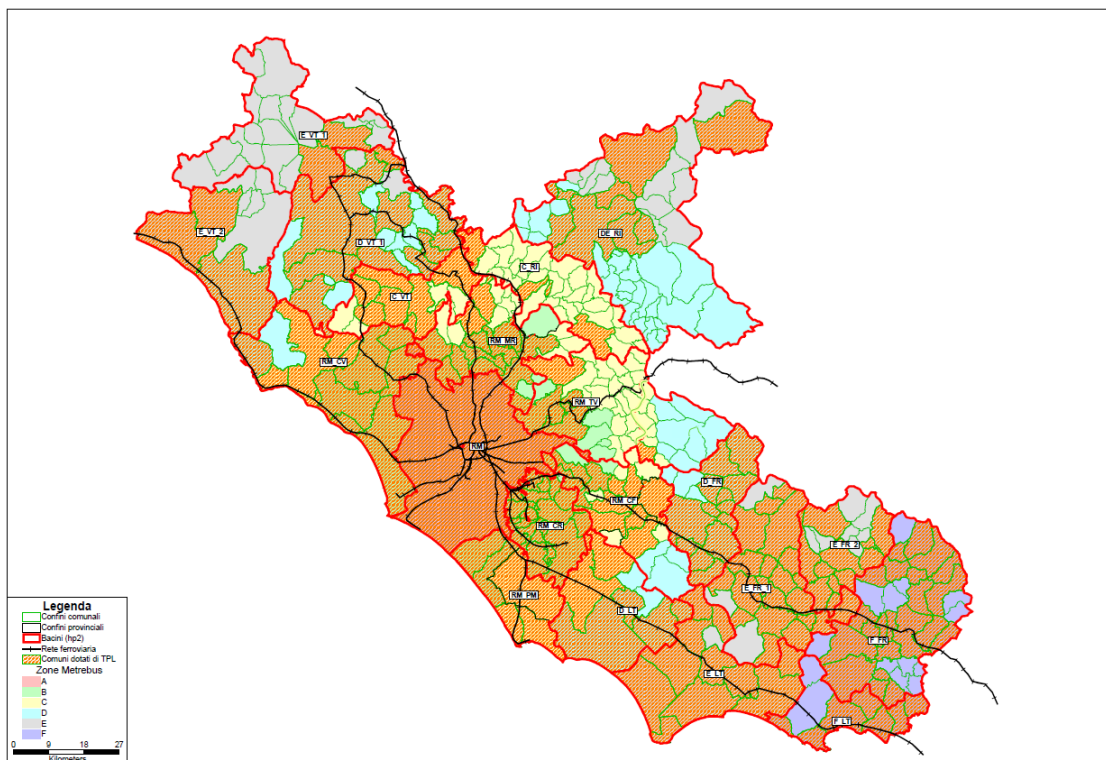 E_VT_1
E_VT_2
DE_RI
D_VT_1
C_RI
C_VT
RM_MR
RM_CV
RM_TV
RM
D_FR
RM_CF
RM_CR
E_FR_2
E_FR_1
RM_PM
D_LT
F_FR
E_LT
F_LT
Legenda
Confini comunali
Confini provinciali
Bacini (hp2)
Rete ferroviaria
Comuni dotati di TPL
Zone Metrebus
A
B
C
D
E
F
0 9 18 27
Kilometers